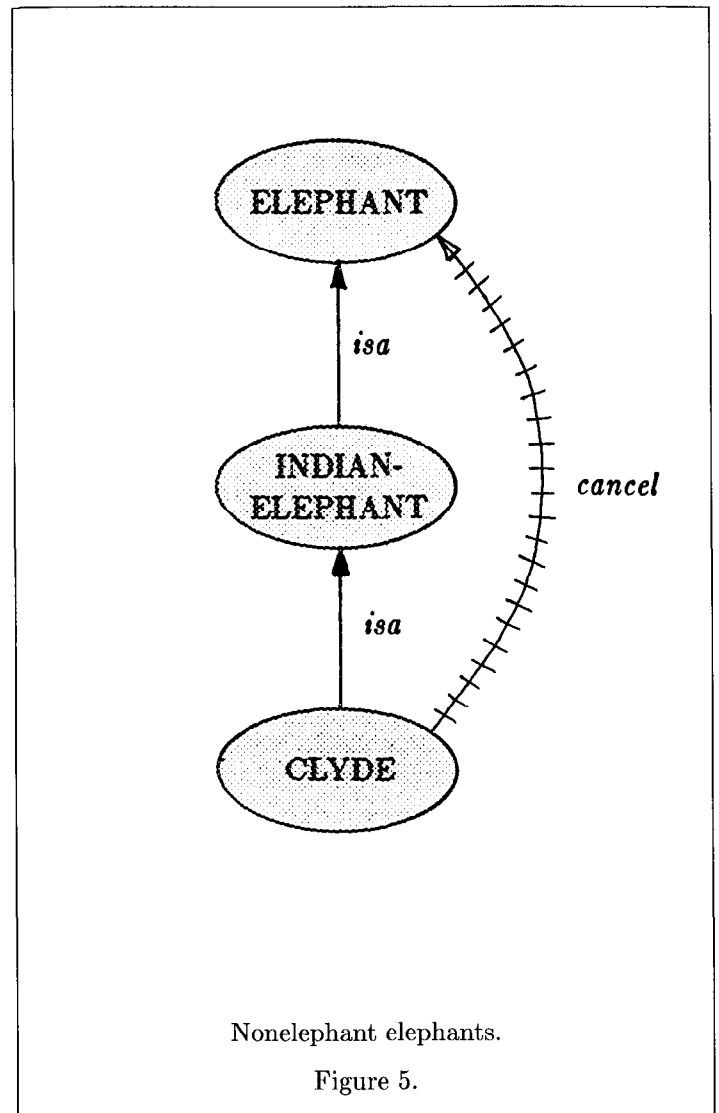 ELEPHANT
isa
INDIAN-
ELEPHANT
cancel
isa
CLYDE
Nonelephant elephants.
Figure 5.